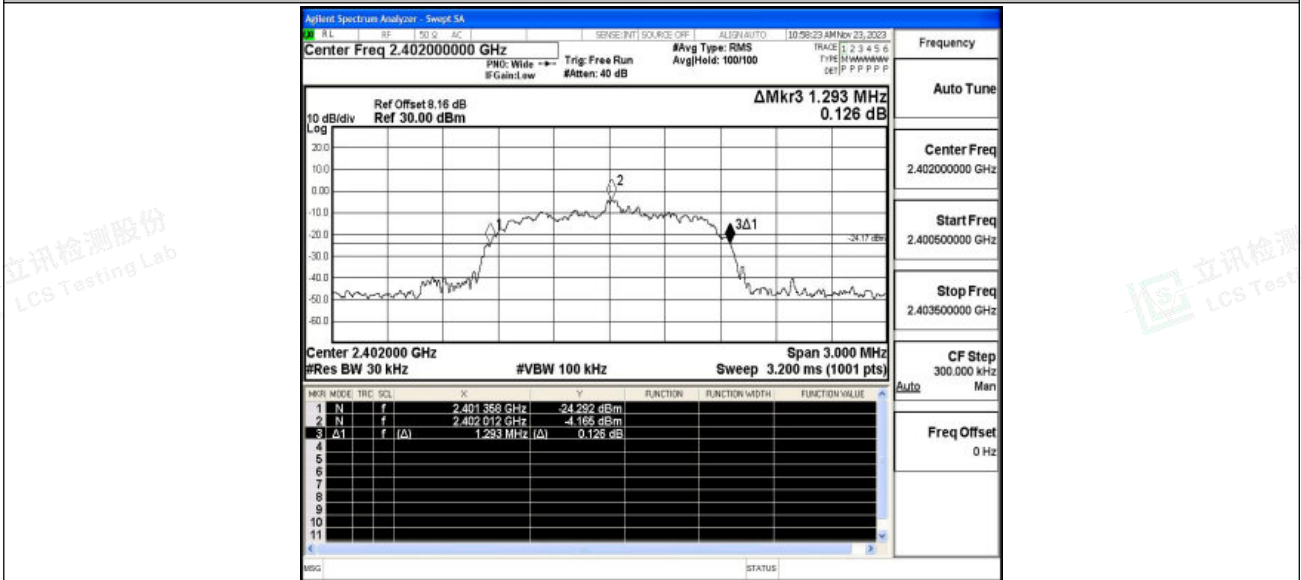 Agilent Spectrum Analyzer - Swept SA
RL RF 50 Ω AC SENSE:INT SOURCE OFF ALIGNAUTO 10:58:23 AM Nov 23, 2023
Center Freq 2.402000000 GHz
PNO: Wide
IFGain:Low
Trig: Free Run
#Atten: 40 dB
#Avg Type: RMS
Avg|Hold: 100/100
TRACE 1 2 3 4 5 6
TYPE M W W W W W
DET P P P P P P
Ref Offset 8.16 dB
10 dB/div Ref 30.00 dBm
ΔMkr3 1.293 MHz
0.126 dB
Log
20.0
10.0
0.00
-10.0
-20.0
-30.0
-40.0
-50.0
-60.0
1
2
3Δ1
-24.17 dBm
Center 2.402000 GHz Span 3.000 MHz
#Res BW 30 kHz #VBW 100 kHz Sweep 3.200 ms (1001 pts)
MKR MODE TRC SCL X Y FUNCTION FUNCTION WIDTH FUNCTION VALUE
1 N f 2.401 358 GHz -24.292 dBm
2 N f 2.402 012 GHz -4.165 dBm
3 Δ1 f (Δ) 1.293 MHz (Δ) 0.126 dB
4
5
6
7
8
9
10
11
MSG STATUS
Frequency
Auto Tune
Center Freq
2.402000000 GHz
Start Freq
2.400500000 GHz
Stop Freq
2.403500000 GHz
CF Step
300.000 kHz
Auto Man
Freq Offset
0 Hz
立讯检测股份
LCS Testing Lab
立讯检测
LCS Testi